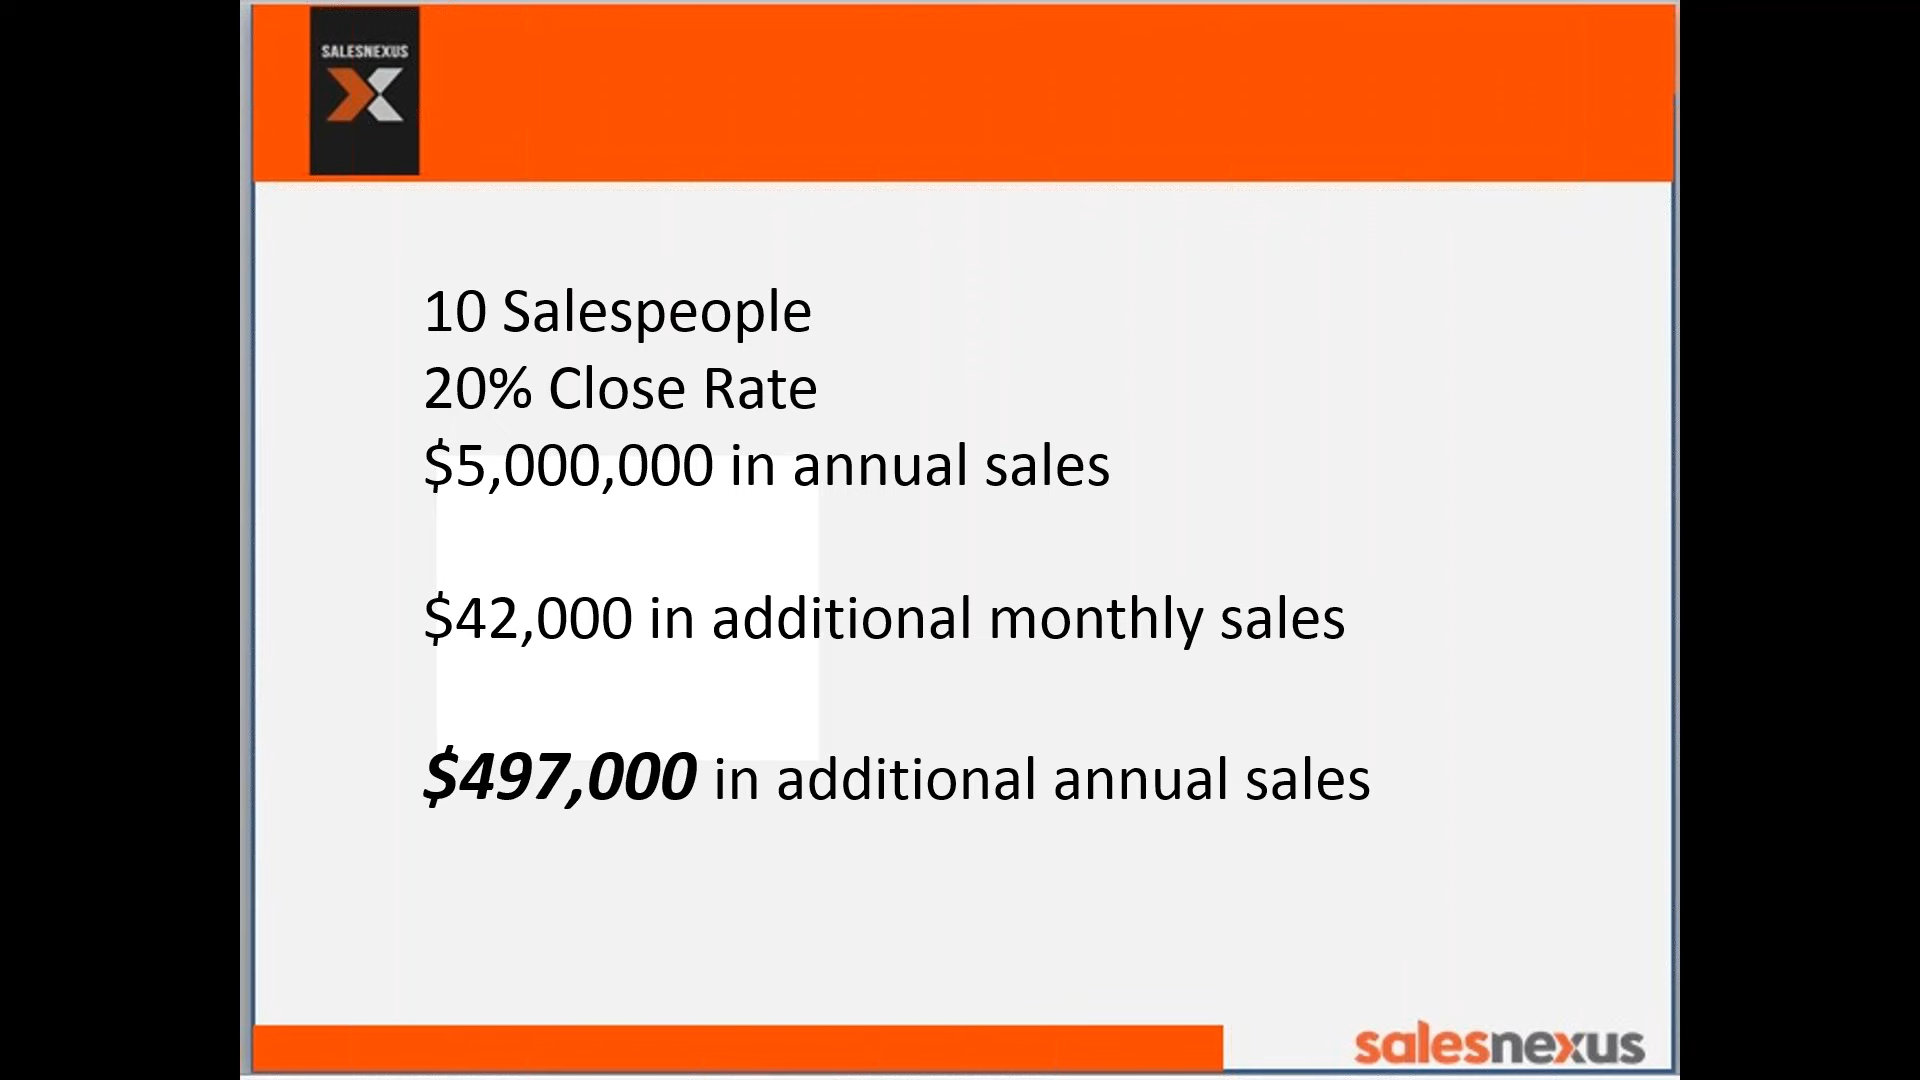 SALESNEXUS
10 Salespeople
20% Close Rate
$5,000,000 in annual sales
$42,000 in additional monthly sales
$497,000 in additional annual sales
salesnexus